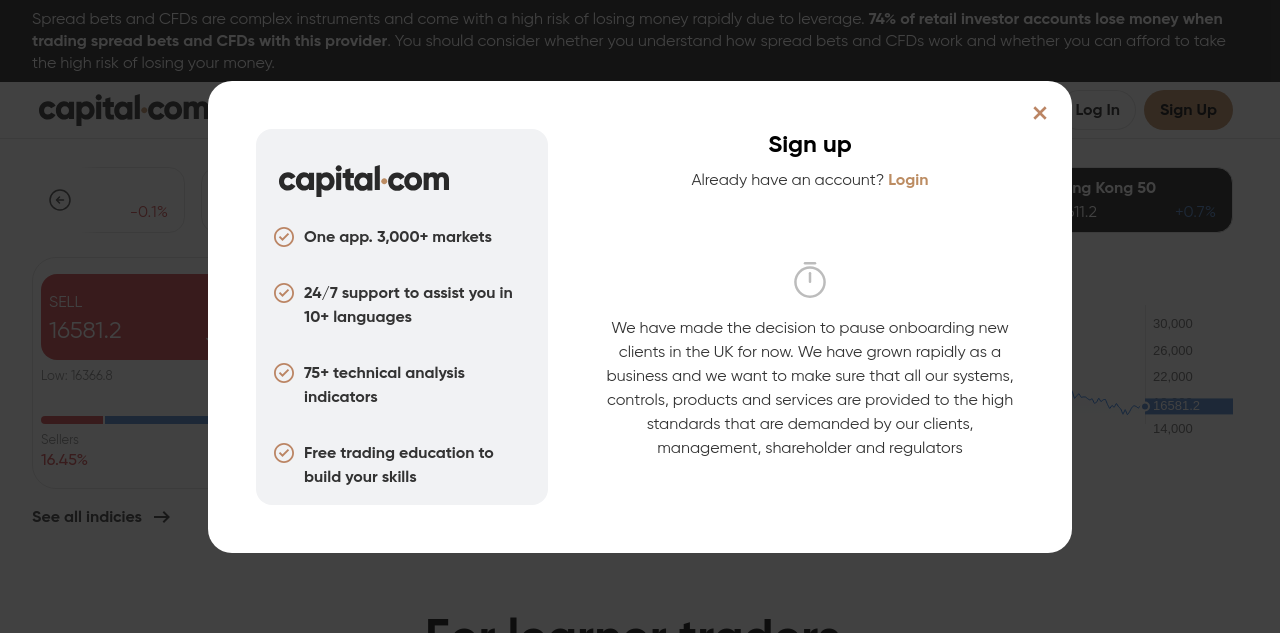 Spread bets and CFDs are complex instruments and come with a high risk of losing money rapidly due to leverage. 74% of retail investor accounts lose money when
trading spread bets and CFDs with this provider. You should consider whether you understand how spread bets and CFDs work and whether you can afford to take
the high risk of losing your money.
capital.com
Log In
Sign Up
-0.1%
ng Kong 50
11.2
+0.7%
SELL
16581.2
Low: 16366.8
Sellers
16.45%
See all indicies
capital.com
One app. 3,000+ markets
24/7 support to assist you in
10+ languages
75+ technical analysis
indicators
Free trading education to
build your skills
Sign up
Already have an account? Login
We have made the decision to pause onboarding new
clients in the UK for now. We have grown rapidly as a
business and we want to make sure that all our systems,
controls, products and services are provided to the high
standards that are demanded by our clients,
management, shareholder and regulators
30,000
26,000
22,000
16581.2
14,000
For learner traders